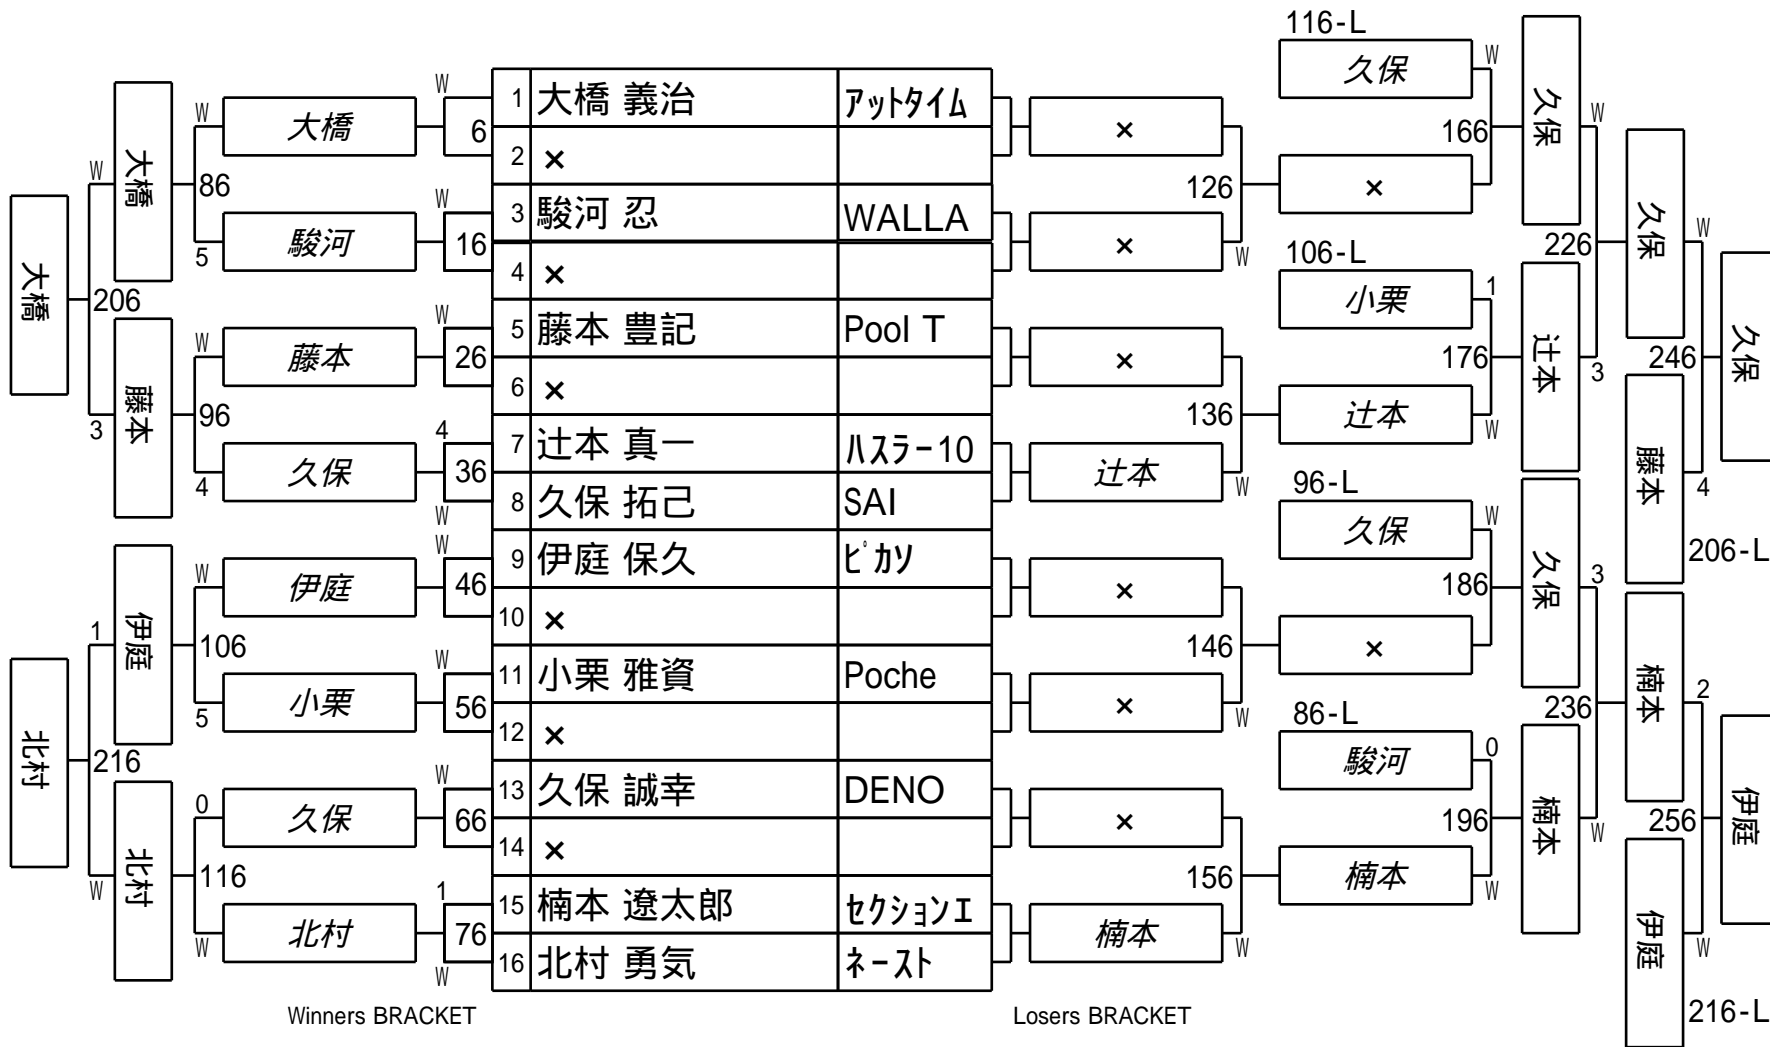 116-L
久保
W
久保
166
×
W
1 大橋 義治 アットタイム
2 ×
3 駿河 忍 WALLA
4 ×
5 藤本 豊記 Pool T
6 ×
7 辻本 真一 ハスラー10
8 久保 拓己 SAI
9 伊庭 保久 ピカソ
10 ×
11 小栗 雅資 Poche
12 ×
13 久保 誠幸 DENO
14 ×
15 楠本 遼太郎 セクションエ
16 北村 勇気 ネースト
W
6
大橋
W
86
W
16
駿河
5
大橋
W
206
大橋
W
26
藤本
W
96
4
36
W
久保
4
藤本
3
W
46
伊庭
W
106
W
56
小栗
5
伊庭
1
216
北村
W
66
久保
0
116
1
76
W
北村
W
北村
W
×
126
×
W
106-L
小栗
1
176
辻本
W
辻本
3
226
久保
W
×
136
辻本
W
246
久保
藤本
4
206-L
96-L
久保
W
186
×
久保
3
×
146
×
W
236
楠本
2
86-L
駿河
0
196
楠本
W
楠本
W
×
156
楠本
W
256
伊庭
伊庭
W
216-L
Winners BRACKET
Losers BRACKET